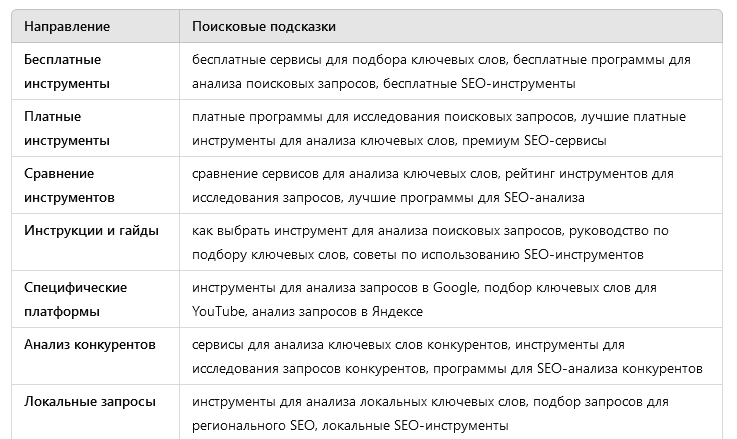 Направление
Поисковые подсказки
Бесплатные
инструменты
бесплатные сервисы для подбора ключевых слов, бесплатные программы для
анализа поисковых запросов, бесплатные SEO-инструменты
Платные
инструменты
платные программы для исследования поисковых запросов, лучшие платные
инструменты для анализа ключевых слов, премиум SEO-сервисы
Сравнение
инструментов
сравнение сервисов для анализа ключевых слов, рейтинг инструментов для
исследования запросов, лучшие программы для SEO-анализа
Инструкции и гайды
как выбрать инструмент для анализа поисковых запросов, руководство по
подбору ключевых слов, советы по использованию SEO-инструментов
Специфические
платформы
инструменты для анализа запросов в Google, подбор ключевых слов для
YouTube, анализ запросов в Яндексе
Анализ конкурентов
сервисы для анализа ключевых слов конкурентов, инструменты для
исследования запросов конкурентов, программы для SEO-анализа конкурентов
Локальные запросы
инструменты для анализа локальных ключевых слов, подбор запросов для
регионального SEO, локальные SEO-инструменты